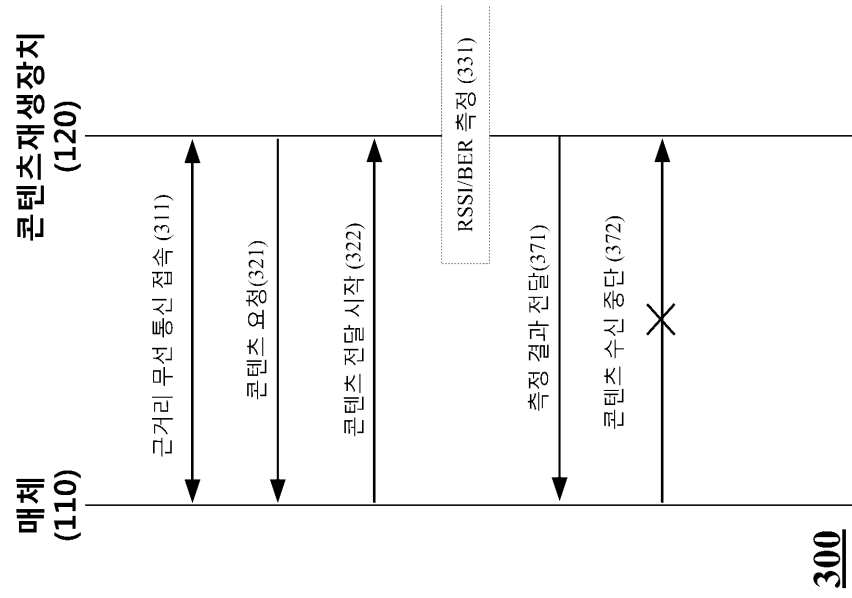 매체
(110)
콘텐츠재생장치
(120)
근거리 무선 통신 접속 (311)
콘텐츠 요청(321)
콘텐츠 전달 시작 (322)
RSSI/BER 측정 (331)
측정 결과 전달(371)
콘텐츠 수신 중단 (372)
300